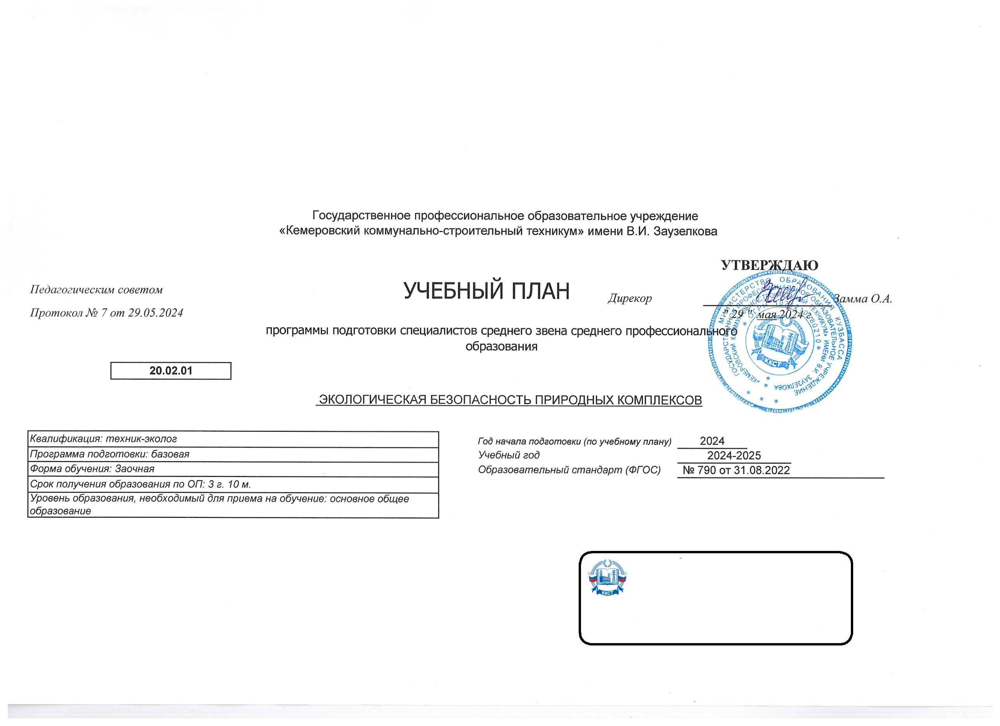 Государственное профессиональное образовательное учреждение
«Кемеровский коммунально-строительный техникум» имени В.И. Заузелкова
УТВЕРЖДАЮ
Педагогическим советом
УЧЕБНЫЙ ПЛАН
Дирекор Замма О.А.
Протокол № 7 от 29.05.2024
" 29 " мая 2024 г.
программы подготовки специалистов среднего звена среднего профессионального
образования
20.02.01
ЭКОЛОГИЧЕСКАЯ БЕЗОПАСНОСТЬ ПРИРОДНЫХ КОМПЛЕКСОВ
Квалификация: техник-эколог
Программа подготовки: базовая
Форма обучения: Заочная
Срок получения образования по ОП: 3 г. 10 м.
Уровень образования, необходимый для приема на обучение: основное общее
образование
Год начала подготовки (по учебному плану) 2024
Учебный год 2024-2025
Образовательный стандарт (ФГОС) № 790 от 31.08.2022
МИНИСТЕРСТВО ОБРАЗОВАНИЯ КУЗБАССА
ГОСУДАРСТВЕННОЕ ПРОФЕССИОНАЛЬНОЕ ОБРАЗОВАТЕЛЬНОЕ УЧРЕЖДЕНИЕ
«КЕМЕРОВСКИЙ КОММУНАЛЬНО-СТРОИТЕЛЬНЫЙ ТЕХНИКУМ» ИМЕНИ В.И. ЗАУЗЕЛКОВА
ККСТ
ККСТ